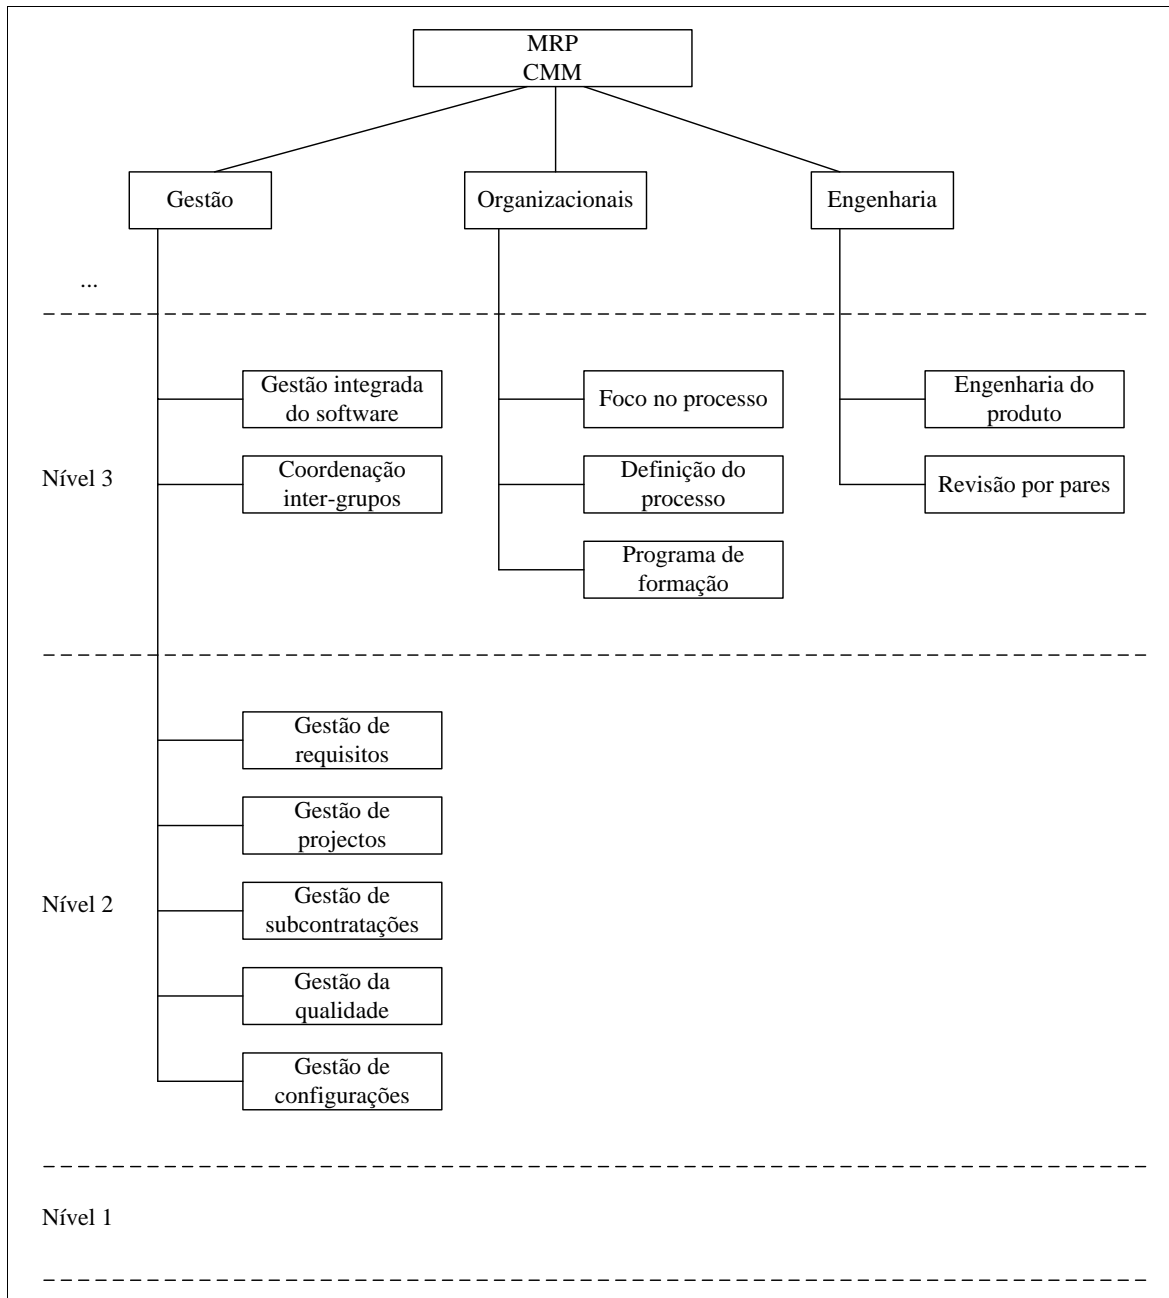 MRP
CMM
Gestão
Organizacionais
Engenharia
...
Gestão integrada
do software
Foco no processo
Engenharia do
produto
Nível 3
Coordenação
inter-grupos
Definição do
processo
Revisão por pares
Programa de
formação
Gestão de
requisitos
Gestão de
projectos
Nível 2
Gestão de
subcontratações
Gestão da
qualidade
Gestão de
configurações
Nível 1